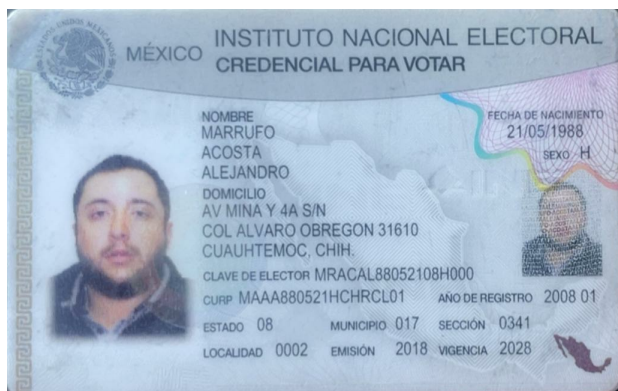 MÉXICO INSTITUTO NACIONAL ELECTORAL
CREDENCIAL PARA VOTAR
NOMBRE
MARRUFO
ACOSTA
ALEJANDRO
FECHA DE NACIMIENTO
21/05/1988
SEXO H
DOMICILIO
AV MINA Y 4A S/N
COL ALVARO OBREGON 31610
CUAUHTEMOC, CHIH.
CLAVE DE ELECTOR MRACAL88052108H000
CURP MAAA880521HCHRCL01 AÑO DE REGISTRO 2008 01
ESTADO 08 MUNICIPIO 017 SECCIÓN 0341
LOCALIDAD 0002 EMISIÓN 2018 VIGENCIA 2028